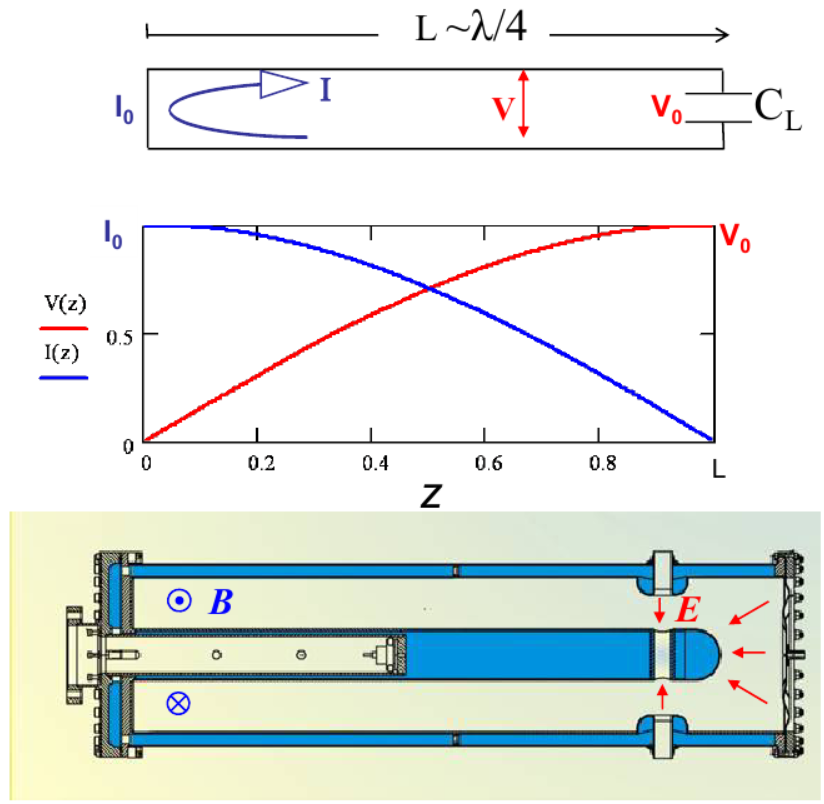 L ~λ/4
I₀ I V V₀ C_L
I₀ V₀
V(z)
0.5
I(z)
0
0 0.2 0.4 0.6 0.8 L
z
B E